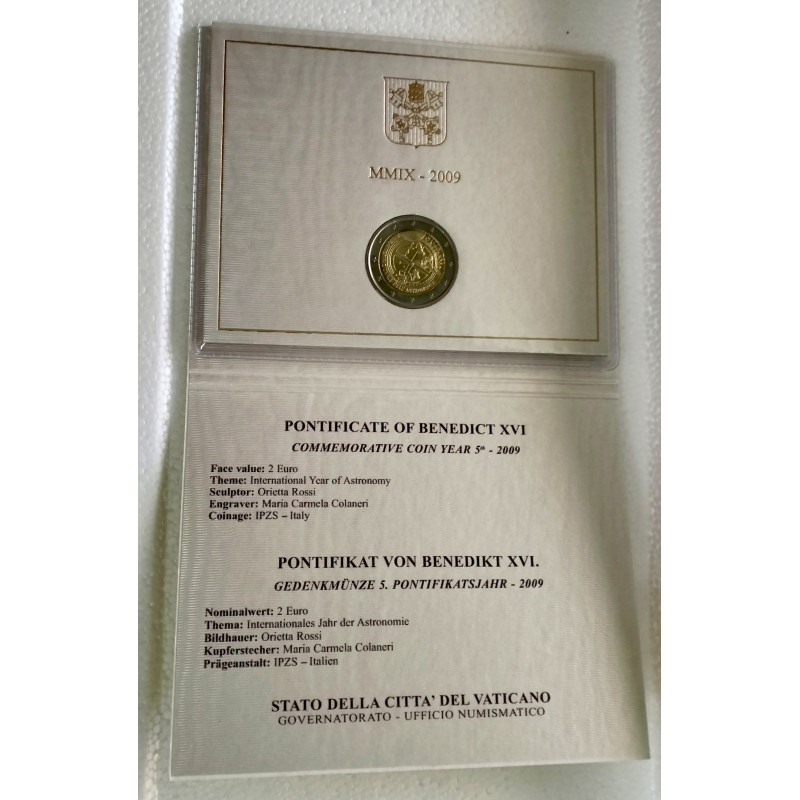 MMIX - 2009
PONTIFICATE OF BENEDICT XVI
COMMEMORATIVE COIN YEAR 5th - 2009
Face value: 2 Euro
Theme: International Year of Astronomy
Sculptor: Orietta Rossi
Engraver: Maria Carmela Colaneri
Coinage: IPZS – Italy
PONTIFIKAT VON BENEDIKT XVI.
GEDENKMÜNZE 5. PONTIFIKATSJAHR - 2009
Nominalwert: 2 Euro
Thema: Internationales Jahr der Astronomie
Bildhauer: Orietta Rossi
Kupferstecher: Maria Carmela Colaneri
Prägeanstalt: IPZS – Italien
STATO DELLA CITTA' DEL VATICANO
GOVERNATORATO - UFFICIO NUMISMATICO